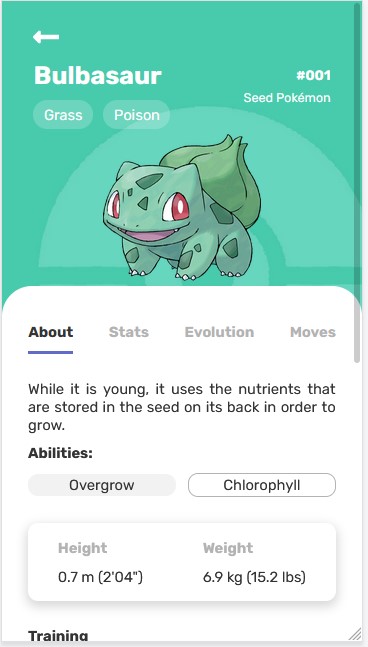 Bulbasaur
#001
Seed Pokémon
Grass Poison
About Stats Evolution Moves
While it is young, it uses the nutrients that
are stored in the seed on its back in order to
grow.
Abilities:
Overgrow Chlorophyll
Height Weight
0.7 m (2'04") 6.9 kg (15.2 lbs)
Training